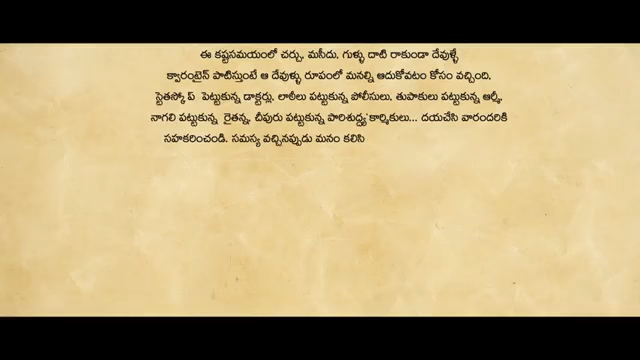 ఈ కష్టసమయంలో చర్చు, మసీదు, గుళ్ళు దాటి రాకుండా దేవుళ్ళే
క్వారంటైన్ పాటిస్తుంటే ఆ దేవుళ్ళు రూపంలో మనల్ని ఆదుకోవటం కోసం వచ్చింది,
స్టెతస్కో ప్ పెట్టుకున్న డాక్టర్లు, లాఠీలు పట్టుకున్న పోలీసులు, తుపాకులు పట్టుకున్న ఆర్మీ,
నాగలి పట్టుకున్న రైతన్న, చీపురు పట్టుకున్న పారిశుద్ధ్య కార్మికులు... దయచేసి వారందరికి
సహకరించండి. సమస్య వచ్చినప్పుడు మనం కలిసి